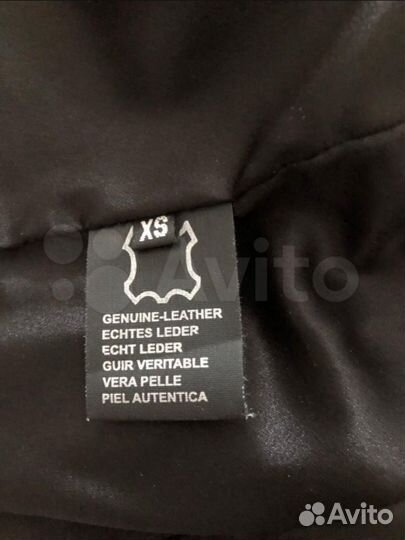 XS
GENUINE-LEATHER
ECHTES LEDER
ECHT LEDER
GUIR VERITABLE
VERA PELLE
PIEL AUTENTICA
Avito
Avito